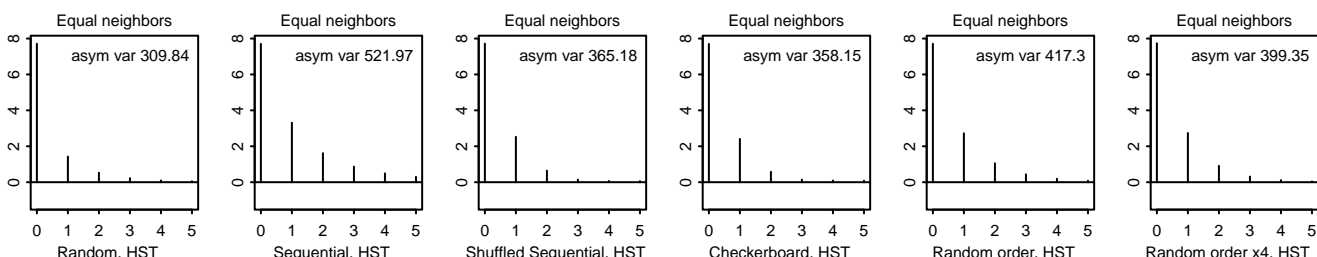 Equal neighbors
asym var 309.84
8
6
4
2
0
0 1 2 3 4 5
Random, HST
Equal neighbors
asym var 521.97
8
6
4
2
0
0 1 2 3 4 5
Sequential, HST
Equal neighbors
asym var 365.18
8
6
4
2
0
0 1 2 3 4 5
Shuffled Sequential, HST
Equal neighbors
asym var 358.15
8
6
4
2
0
0 1 2 3 4 5
Checkerboard, HST
Equal neighbors
asym var 417.3
8
6
4
2
0
0 1 2 3 4 5
Random order, HST
Equal neighbors
asym var 399.35
8
6
4
2
0
0 1 2 3 4 5
Random order x4, HST